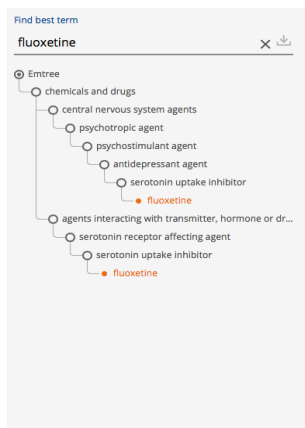 Find best term
fluoxetine
Emtree
chemicals and drugs
central nervous system agents
psychotropic agent
psychostimulant agent
antidepressant agent
serotonin uptake inhibitor
fluoxetine
agents interacting with transmitter, hormone or dr...
serotonin receptor affecting agent
serotonin uptake inhibitor
fluoxetine